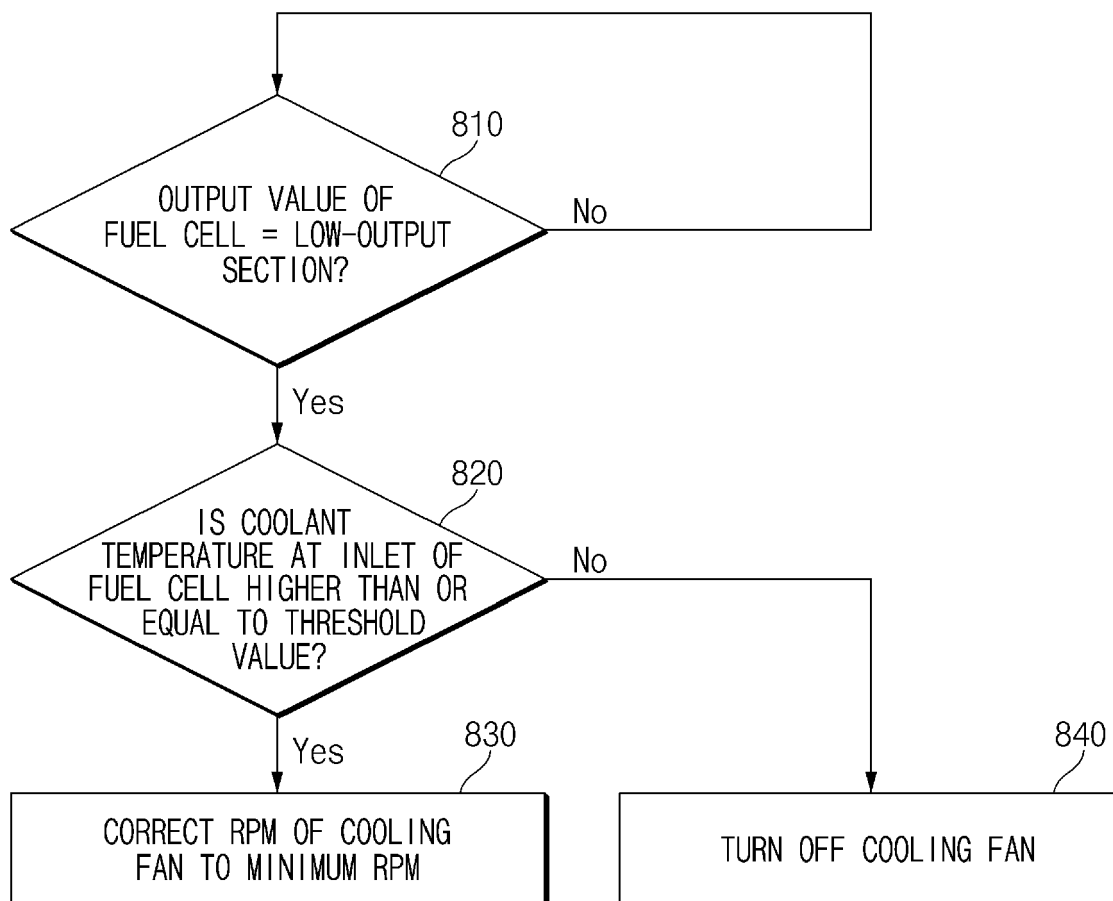 810
OUTPUT VALUE OF
FUEL CELL = LOW-OUTPUT
SECTION?
No
Yes
820
IS COOLANT
TEMPERATURE AT INLET OF
FUEL CELL HIGHER THAN OR
EQUAL TO THRESHOLD
VALUE?
No
Yes
830
CORRECT RPM OF COOLING
FAN TO MINIMUM RPM
840
TURN OFF COOLING FAN